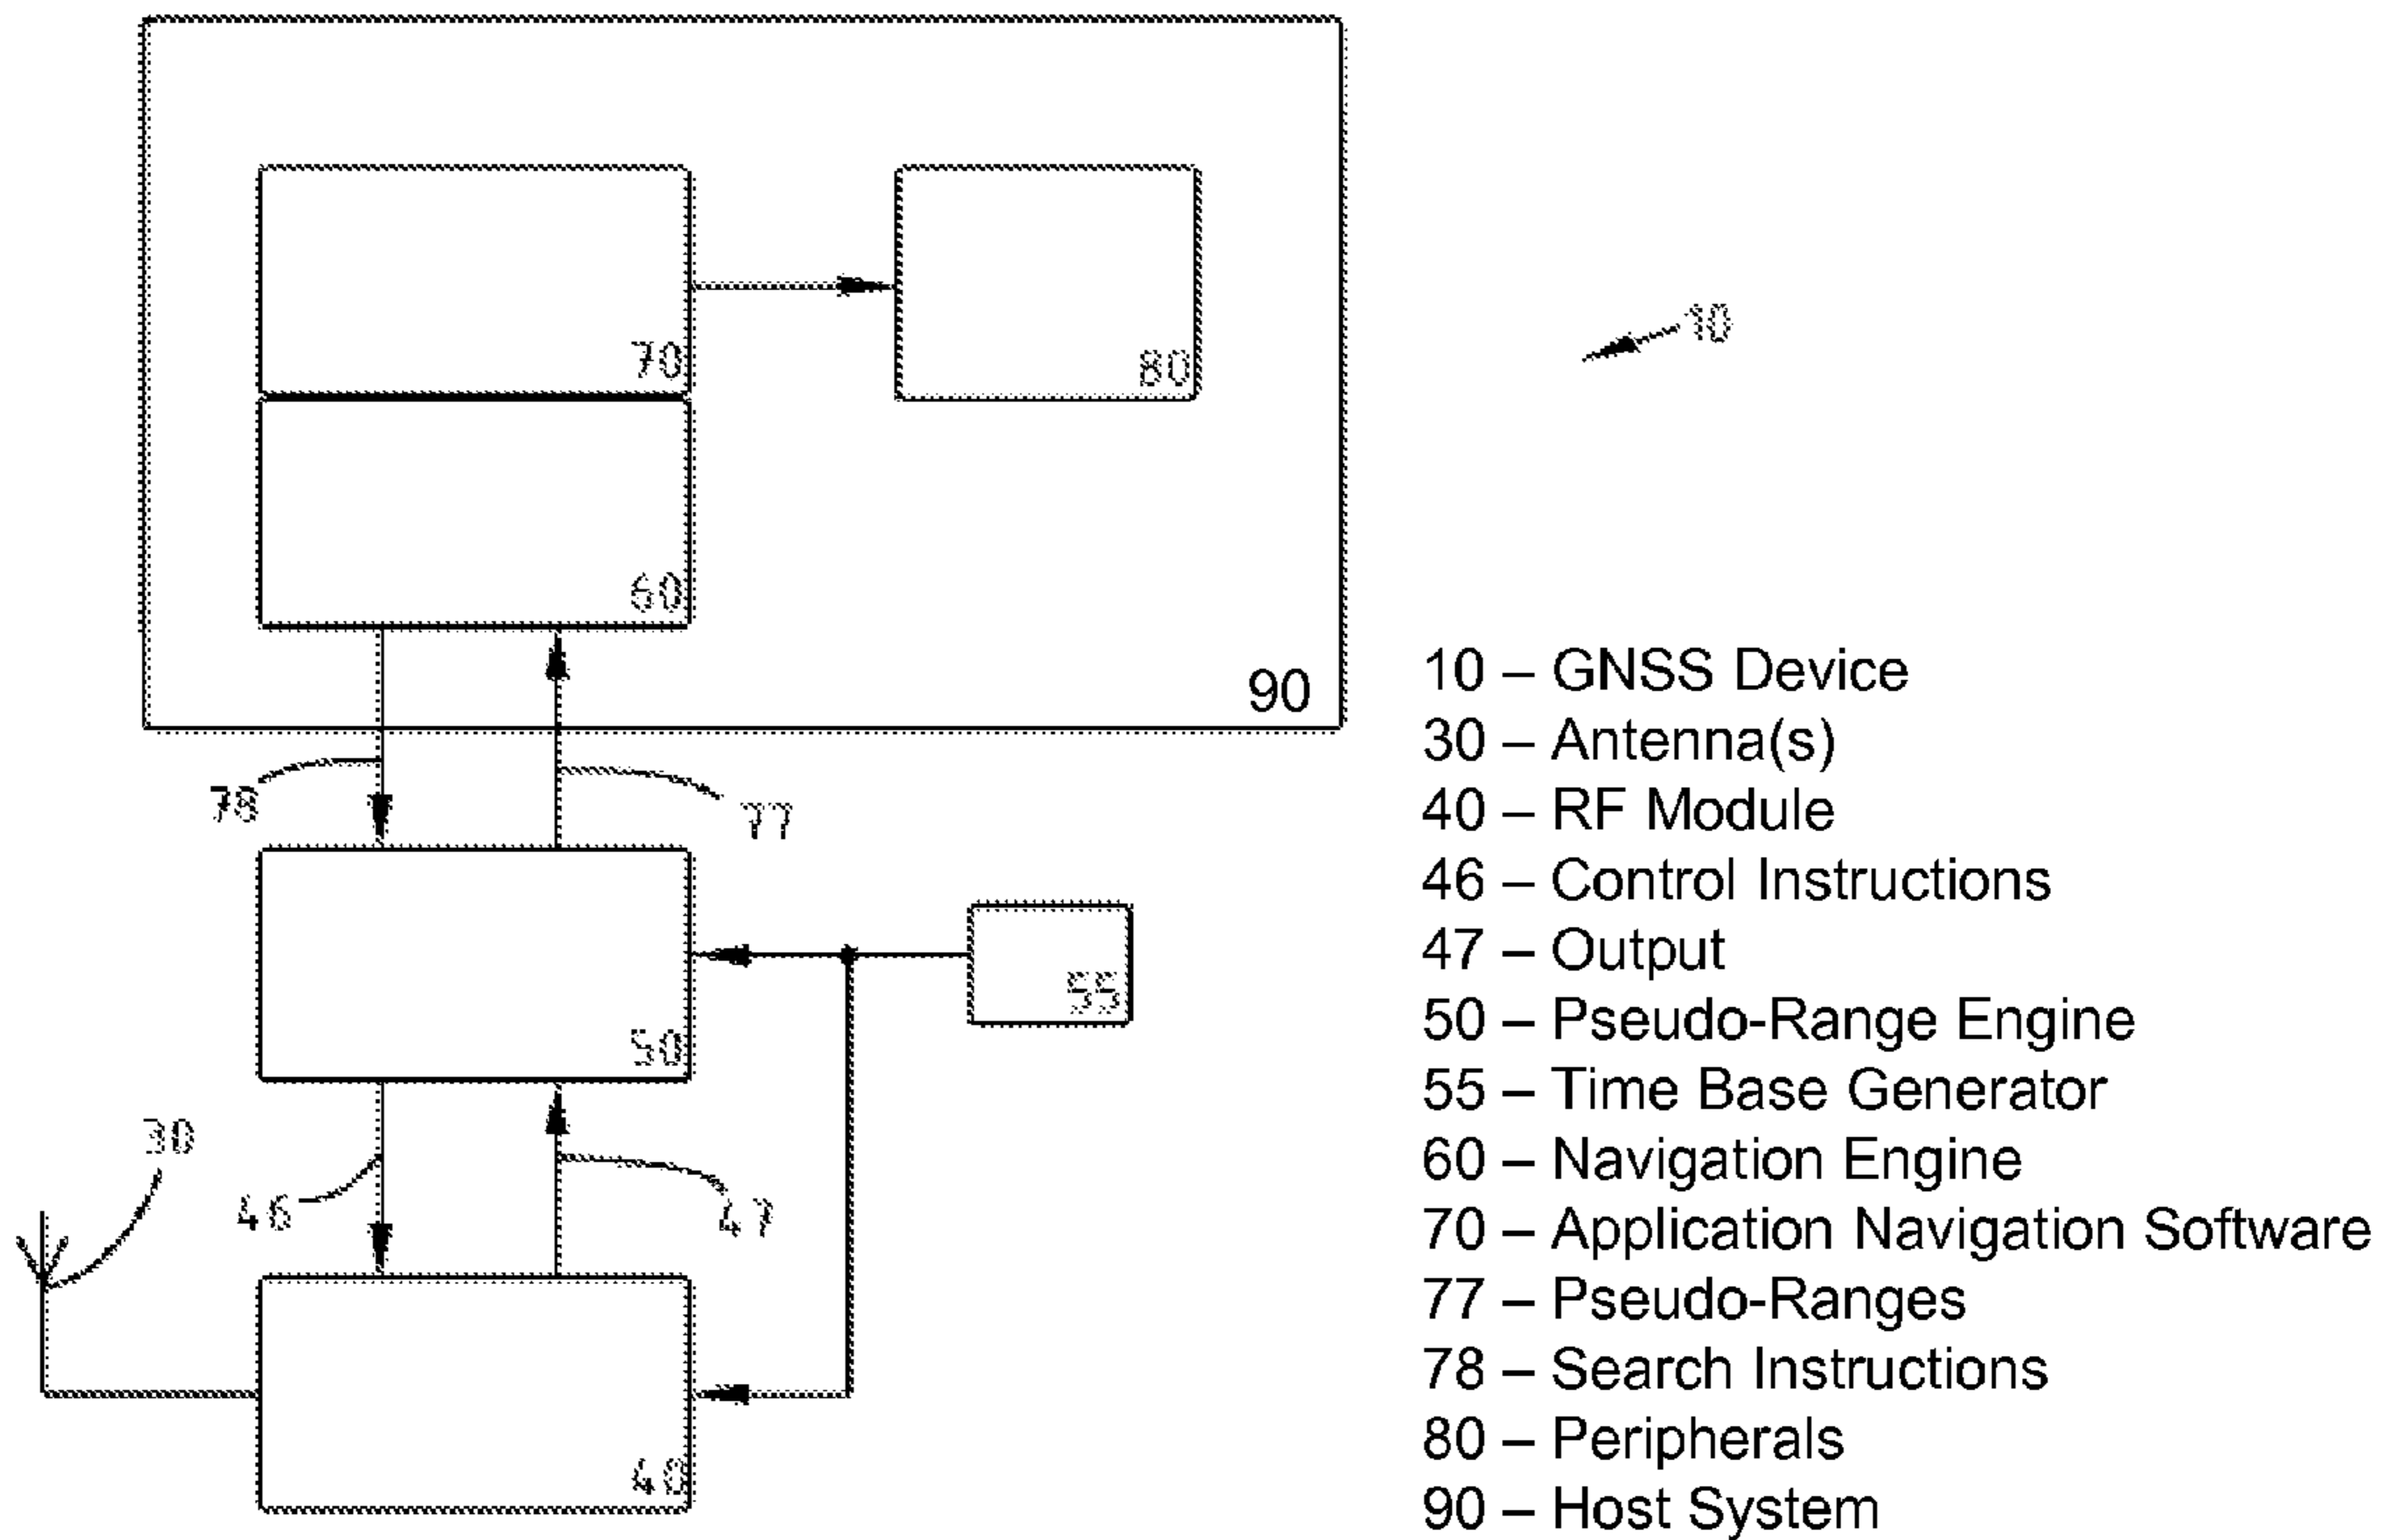 70
80
10
60
90
78
77
55
50
30
46
47
40
10 – GNSS Device
30 – Antenna(s)
40 – RF Module
46 – Control Instructions
47 – Output
50 – Pseudo-Range Engine
55 – Time Base Generator
60 – Navigation Engine
70 – Application Navigation Software
77 – Pseudo-Ranges
78 – Search Instructions
80 – Peripherals
90 – Host System